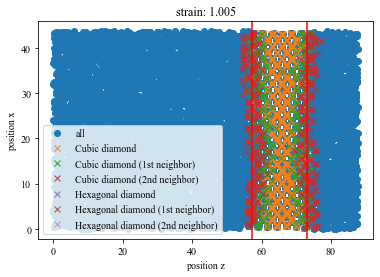 strain: 1.005
position x
40
30
20
10
0
all
Cubic diamond
Cubic diamond (1st neighbor)
Cubic diamond (2nd neighbor)
Hexagonal diamond
Hexagonal diamond (1st neighbor)
Hexagonal diamond (2nd neighbor)
0 20 40 60 80
position z